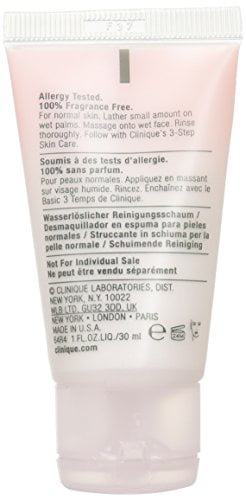 F97
Allergy Tested.
100% Fragrance Free.
For normal skin. Lather small amount on
wet palms. Massage onto wet face. Rinse
thoroughly. Follow with Clinique's 3-Step
Skin Care.
Soumis à des tests d'allergie.
100% sans parfum.
Pour peaux normales. Appliquez en massant
sur visage humide. Rincez. Enchaînez avec le
Basic 3 Temps de Clinique.
Wasserlöslicher Reinigungsschaum /
Desmaquillador en espuma para pieles
normales / Struccante in schiuma per la
pelle normale / Schuimende Reiniging
Not For Individual Sale
Ne peut être vendu séparément
© CLINIQUE LABORATORIES, DIST.
NEW YORK, N.Y. 10022
MLB LTD. GU32 3DD. UK
NEW YORK • LONDON • PARIS
MADE IN U.S.A.
64R4 1 FL.OZ.LIQ./30 ml e 24M
clinique.com